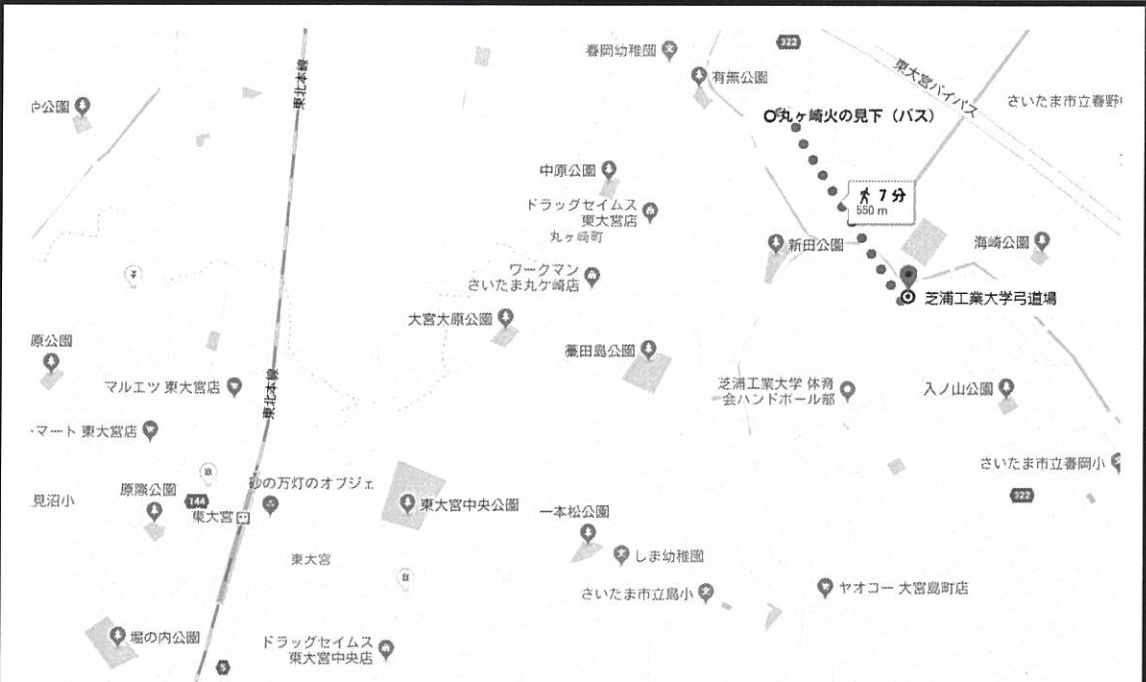 春岡幼稚園
322
有無公園
東大宮バイパス
東北本線
や公園
丸ヶ崎火の見下（バス）
さいたま市立春野中
中原公園
7分
550 m
ドラッグセイムス
東大宮店
丸ヶ崎町
新田公園
海崎公園
ワークマン
さいたま丸ケ崎店
芝浦工業大学弓道場
大宮大原公園
原公園
藁田島公園
マルエツ 東大宮店
東北本線
芝浦工業大学 体育
会ハンドボール部
入ノ山公園
ーマート 東大宮店
さいたま市立春岡小
砂の万灯のオブジェ
原際公園
見沼小
144
東大宮
東大宮中央公園
一本松公園
322
しま幼稚園
東大宮
さいたま市立島小
ヤオコー 大宮島町店
堀の内公園
ドラッグセイムス
東大宮中央店
5